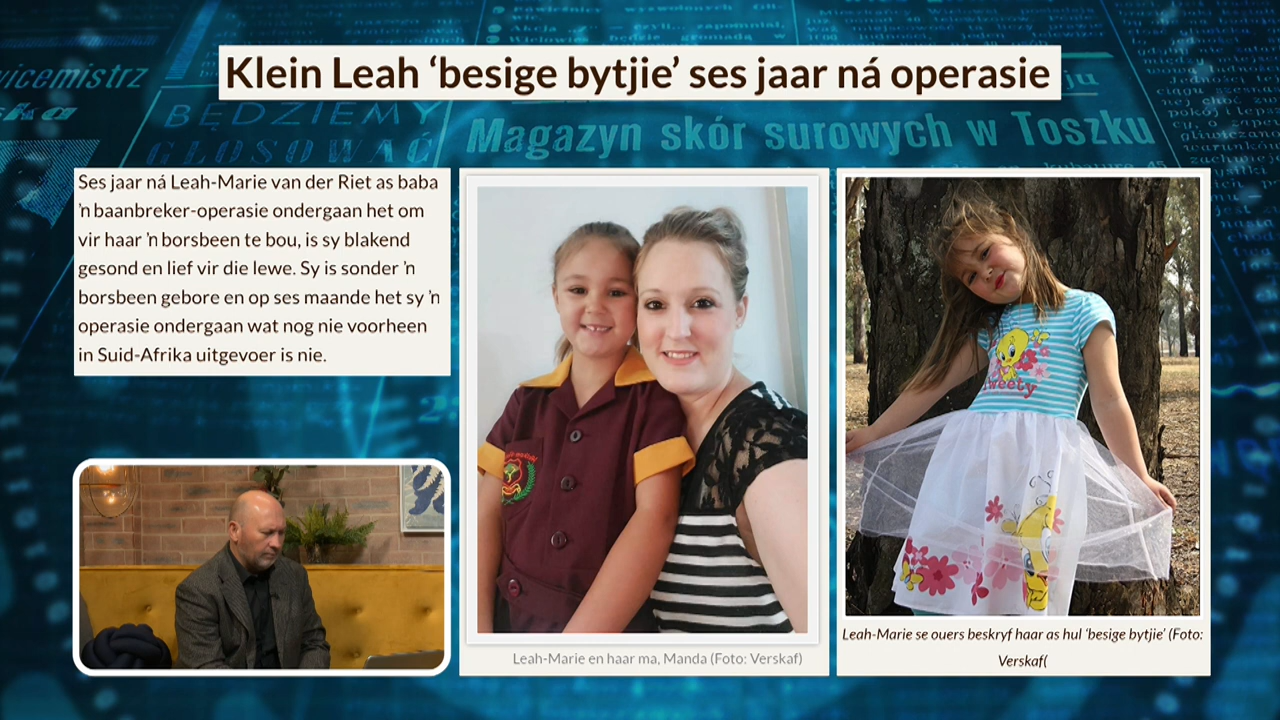 Klein Leah ‘besige bytjie’ ses jaar ná operasie
vicemistrz
BĘDZIEMY
GŁOSOWAĆ
Magazyn skór surowych w Toszku
Ses jaar ná Leah-Marie van der Riet as baba
’n baanbreker-operasie ondergaan het om
vir haar ’n borsbeen te bou, is sy blakend
gesond en lief vir die lewe. Sy is sonder ’n
borsbeen gebore en op ses maande het sy ’n
operasie ondergaan wat nog nie voorheen
in Suid-Afrika uitgevoer is nie.
Tweety
Leah-Marie en haar ma, Manda (Foto: Verskaf)
Leah-Marie se ouers beskryf haar as hul ‘besige bytjie’ (Foto:
Verskaf(